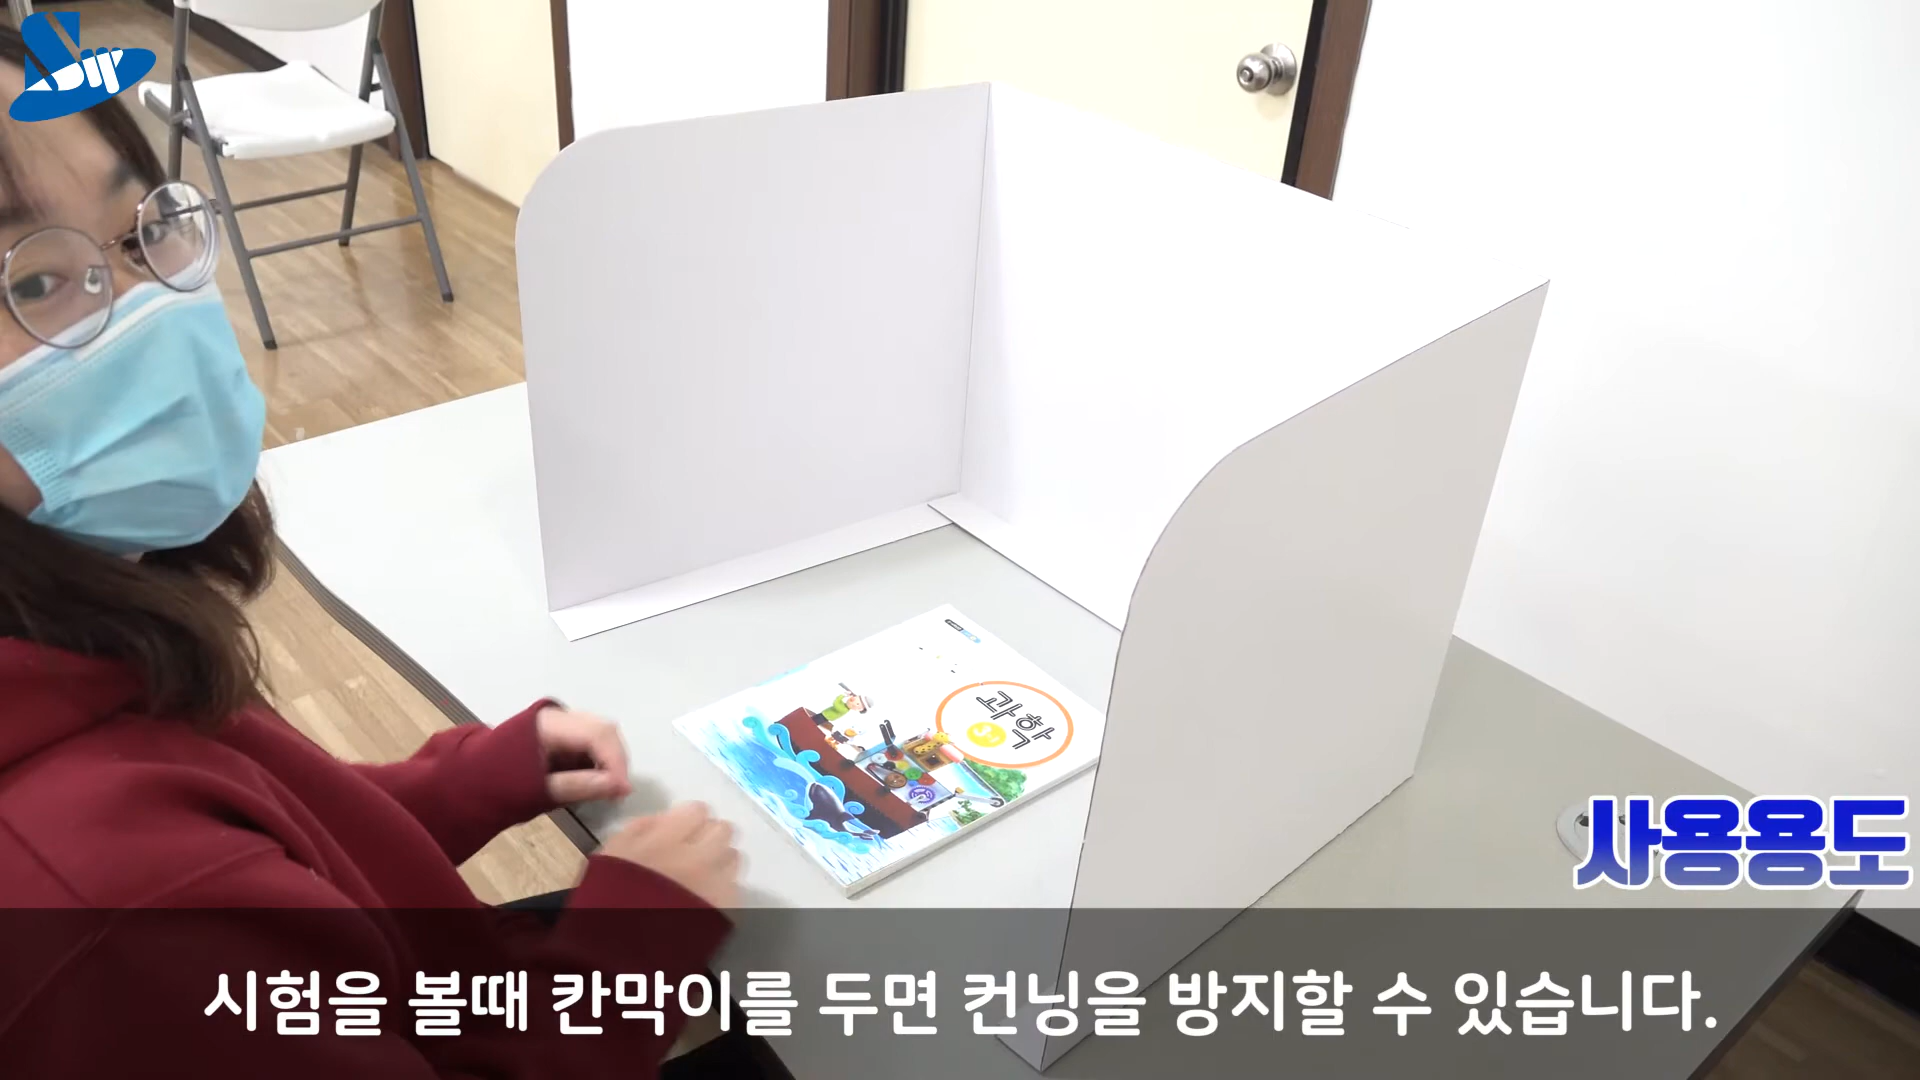 과학
사용용도
시험을 볼때 칸막이를 두면 컨닝을 방지할 수 있습니다.